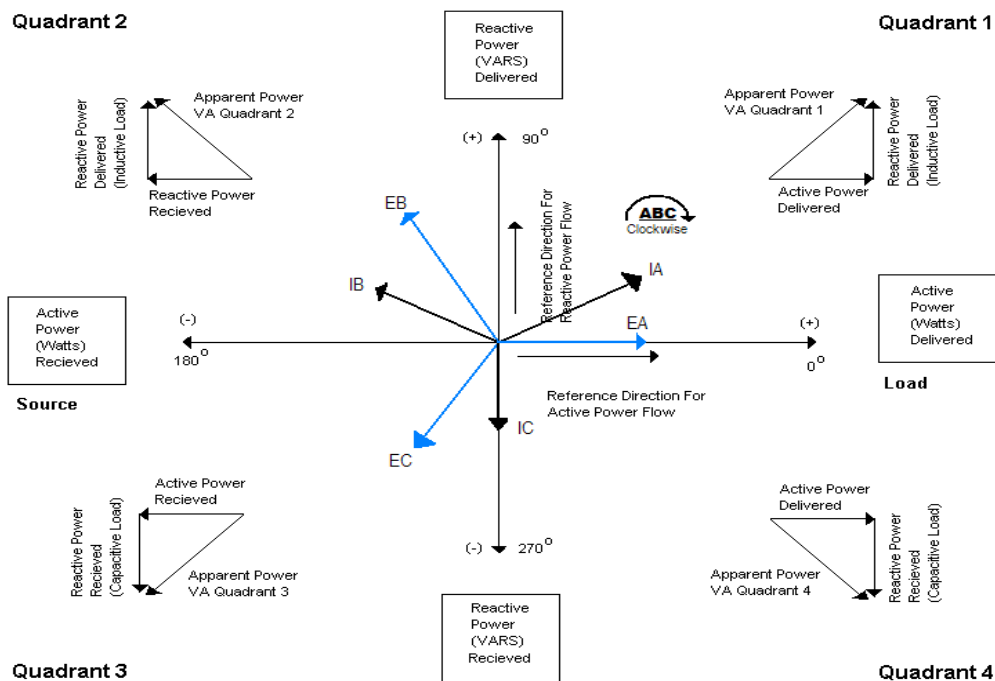 Quadrant 2
Quadrant 1
Reactive
Power
(VARS)
Delivered
Apparent Power
VA Quadrant 2
Reactive Power
Delivered
(Inductive Load)
Reactive Power
Recieved
Apparent Power
VA Quadrant 1
Reactive Power
Delivered
(Inductive Load)
Active Power
Delivered
(+)
90°
EB
ABC
Clockwise
Reference Direction For
Reactive Power Flow
IB
IA
EA
Active
Power
(Watts)
Recieved
Source
(-)
180°
(+)
0°
Active
Power
(Watts)
Delivered
Load
Reference Direction For
Active Power Flow
IC
EC
Active Power
Recieved
Reactive Power
Recieved
(Capacitive Load)
Apparent Power
VA Quadrant 3
(-)
270°
Active Power
Delivered
Apparent Power
VA Quadrant 4
Reactive Power
Recieved
(Capacitive Load)
Reactive
Power
(VARS)
Recieved
Quadrant 3
Quadrant 4